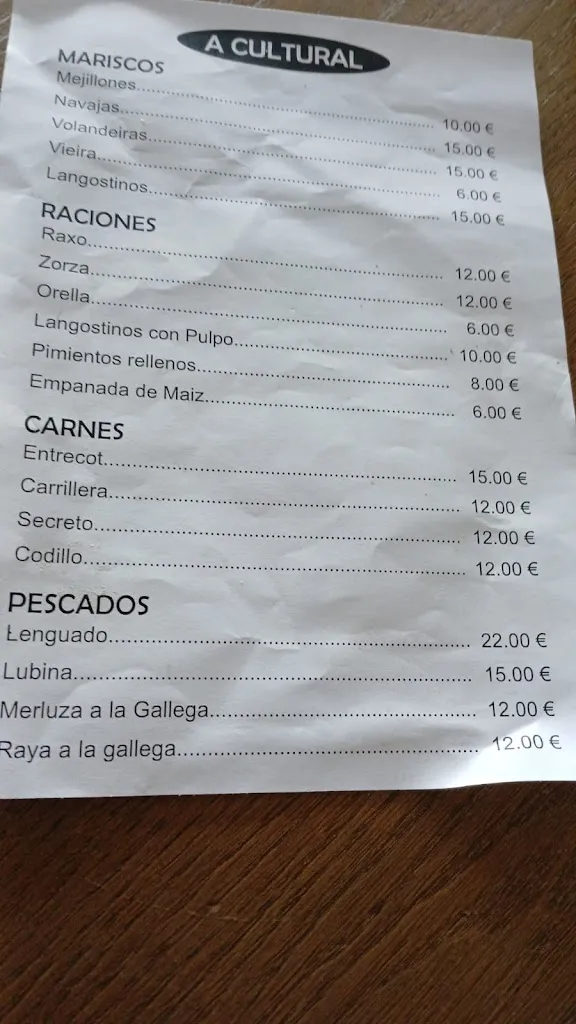 A CULTURAL
MARISCOS
Mejillones........ 10.00 €
Navajas........ 15.00 €
Volandeiras........ 15.00 €
Vieira........ 6.00 €
Langostinos........ 15.00 €
RACIONES
Raxo........ 12.00 €
Zorza........ 12.00 €
Orella........ 6.00 €
Langostinos con Pulpo........ 10.00 €
Pimientos rellenos........ 8.00 €
Empanada de Maiz........ 6.00 €
CARNES
Entrecot........ 15.00 €
Carrillera........ 12.00 €
Secreto........ 12.00 €
Codillo........ 12.00 €
PESCADOS
Lenguado........ 22.00 €
Lubina........ 15.00 €
Merluza a la Gallega........ 12.00 €
Raya a la gallega........ 12.00 €